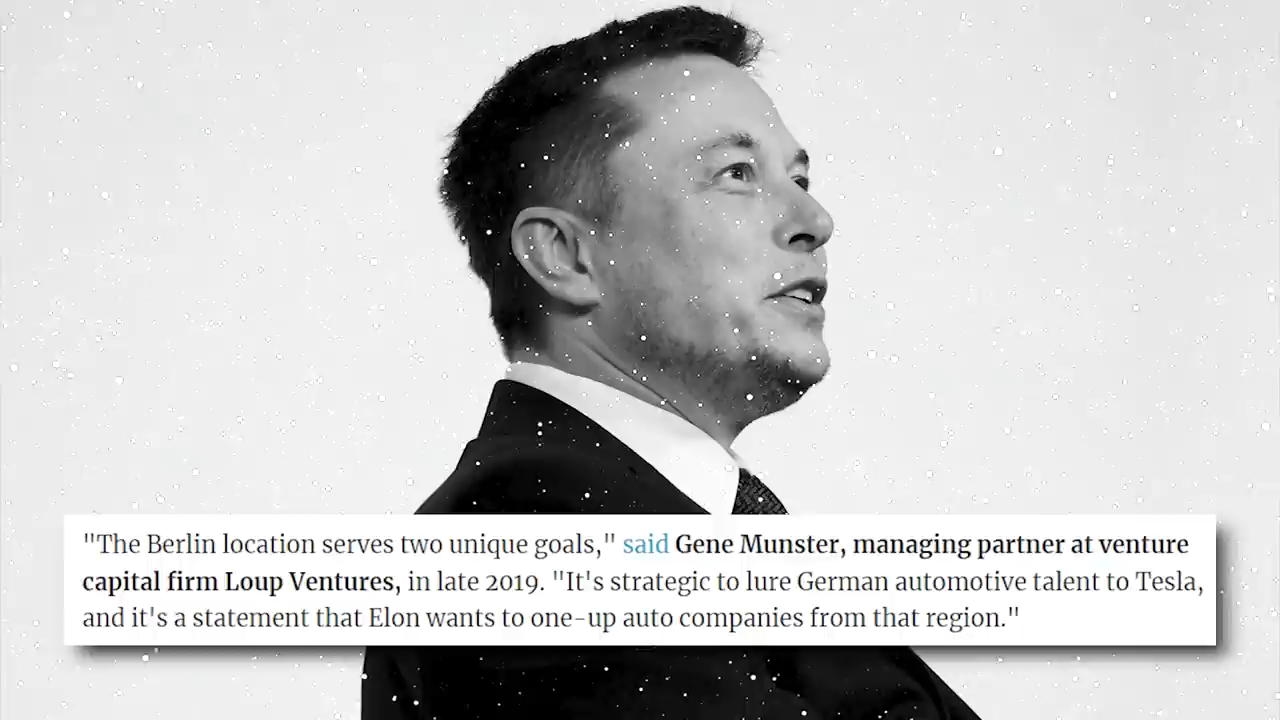 "The Berlin location serves two unique goals," said Gene Munster, managing partner at venture
capital firm Loup Ventures, in late 2019. "It's strategic to lure German automotive talent to Tesla,
and it's a statement that Elon wants to one-up auto companies from that region."